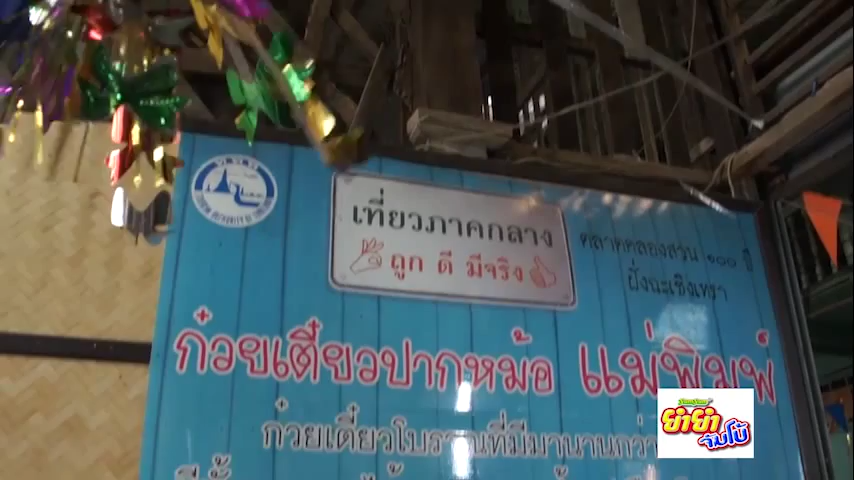 เที่ยวภาคกลาง
ถูก ดี มีจริง
ตลาดคลองสวน ๑๐๐ ปี
ฝั่งฉะเชิงเทรา
ก๋วยเตี๋ยวปากหม้อ แม่พิมพ์
ก๋วยเตี๋ยวโบราณที่มีมานานกว่า
ยำยำ
จัมโบ้